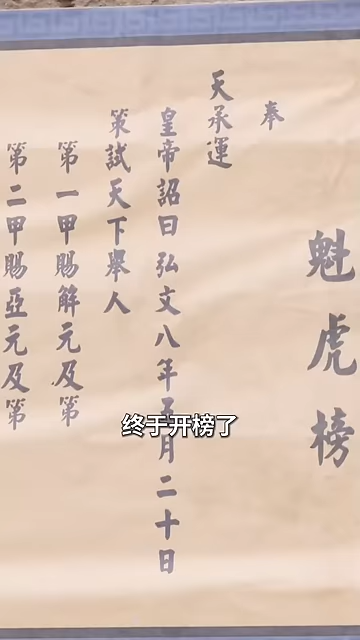 魁虎榜
奉
天承運
皇帝詔曰弘文八年五月二十日
策試天下舉人
第一甲賜解元及第
第二甲賜亞元及第
终于开榜了